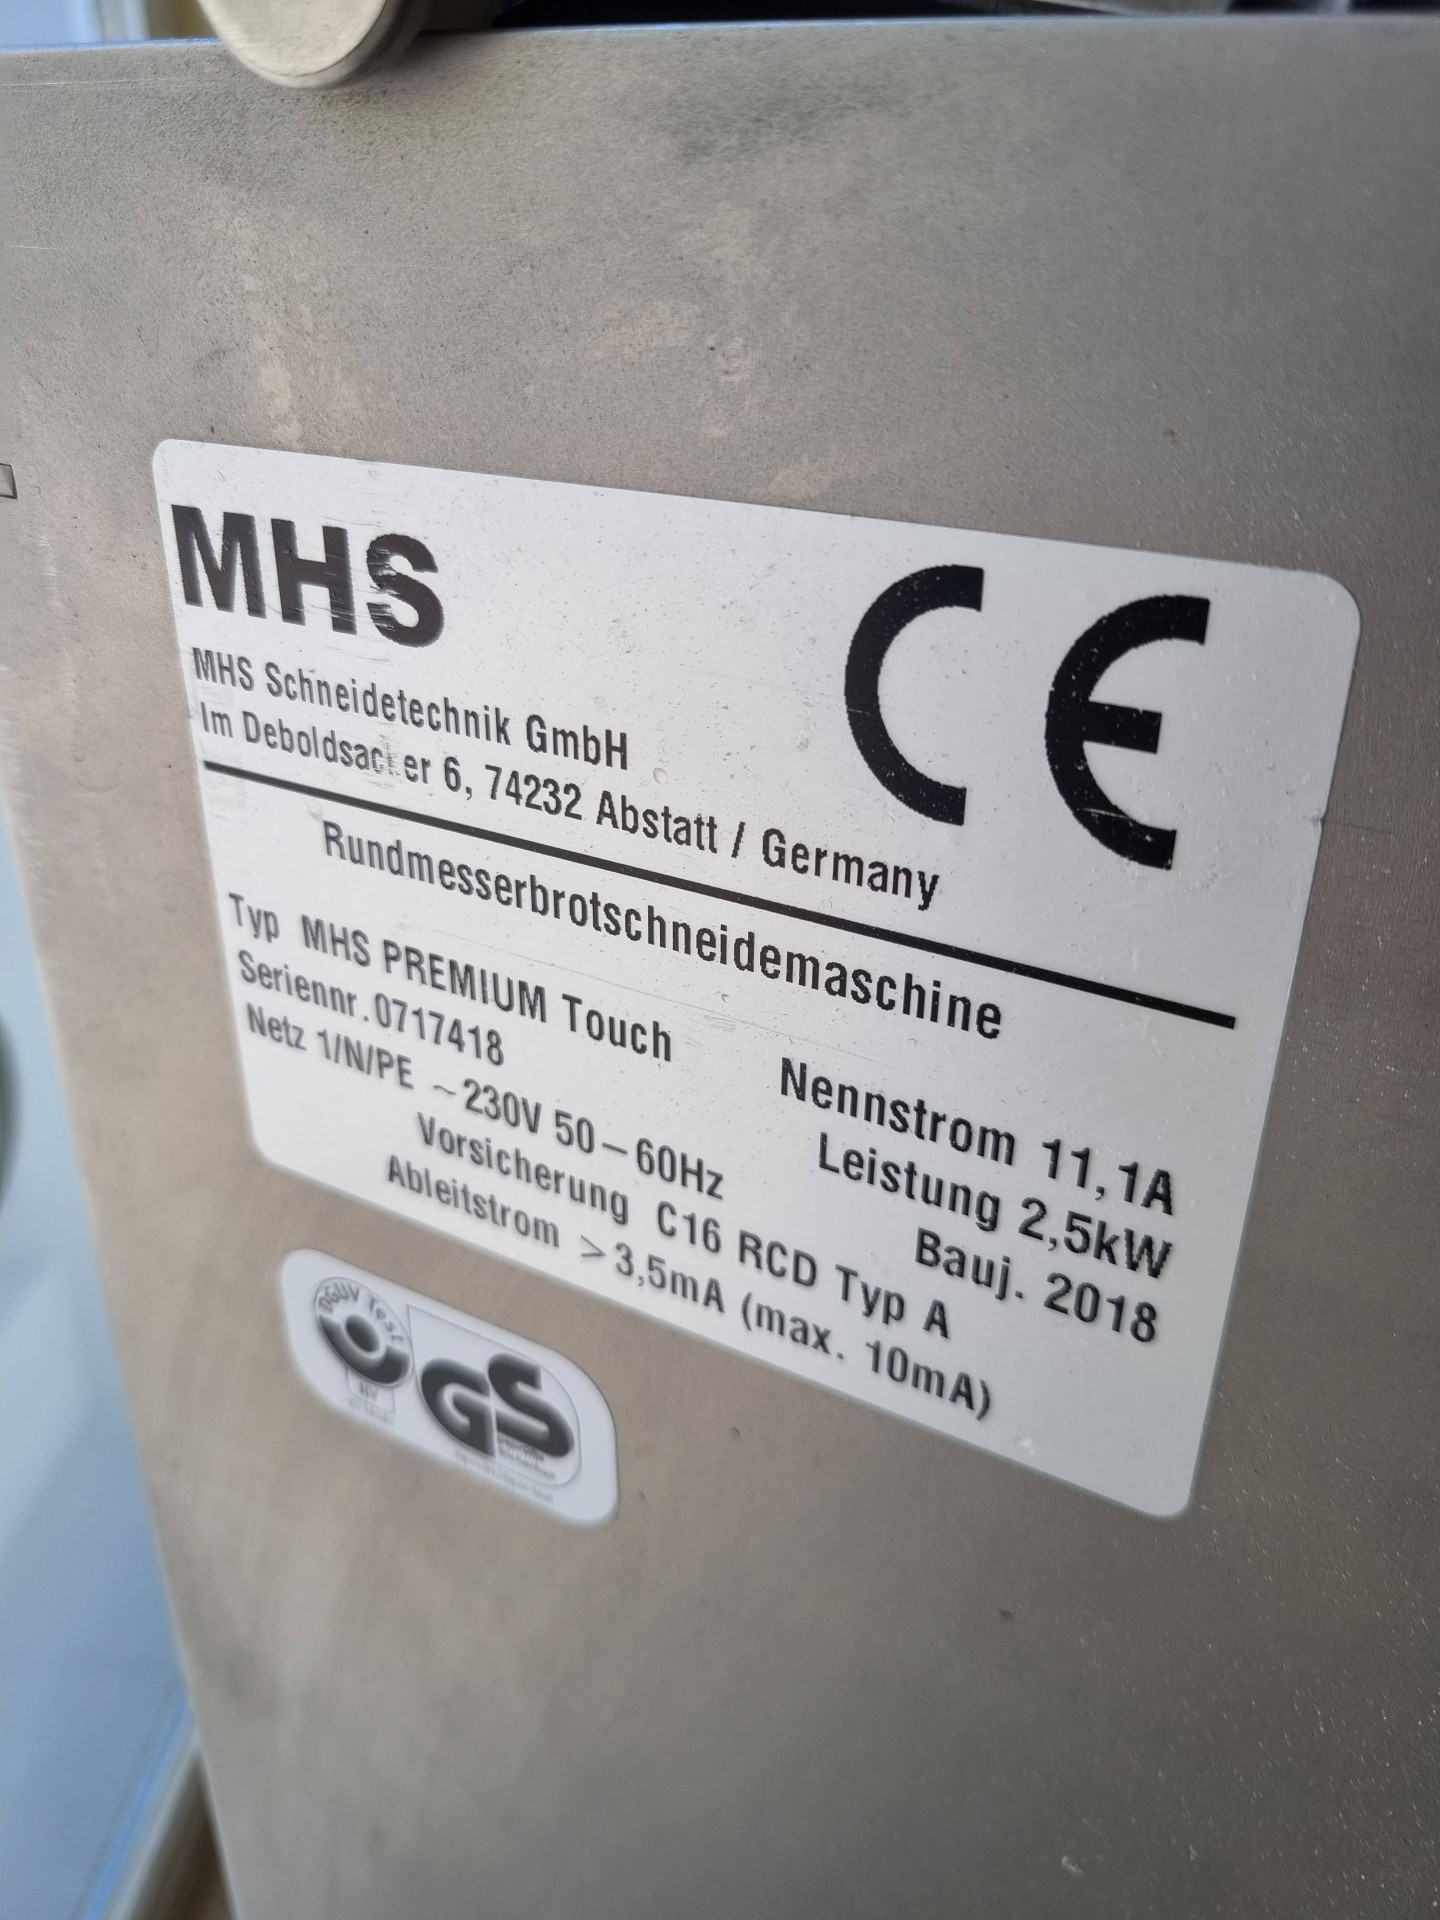 MHS
CE
MHS Schneidetechnik GmbH
Im Deboldsacker 6, 74232 Abstatt / Germany
Rundmesserbrotschneidemaschine
Typ MHS PREMIUM Touch
Seriennr.0717418
Nennstrom 11,1A
Netz 1/N/PE ~230V 50-60Hz
Leistung 2,5kW
Vorsicherung C16 RCD Typ A
Bauj. 2018
Ableitstrom >3,5mA (max. 10mA)
DGUV Test
GS
geprüfte
Sicherheit